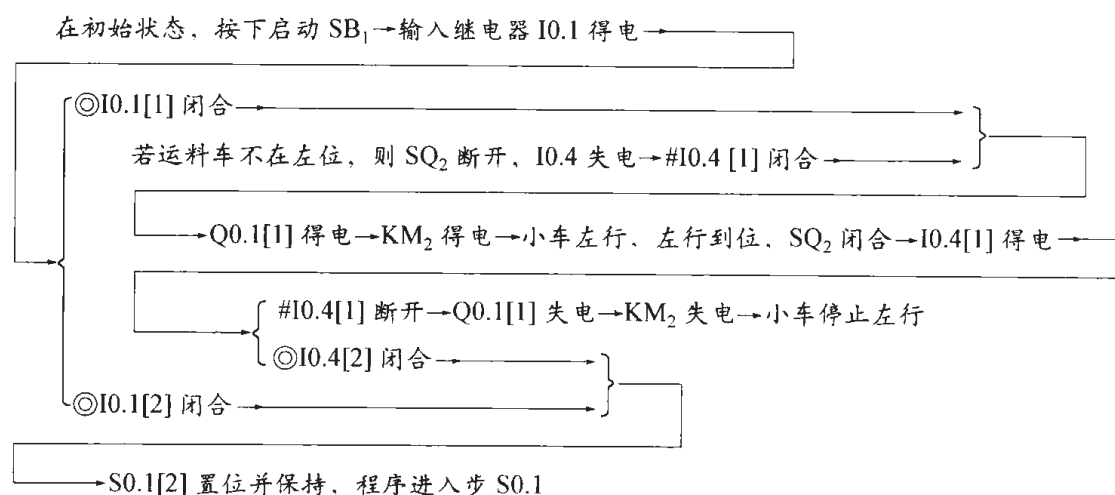 在初始状态，按下启动 SB₁→输入继电器 I0.1 得电→
◎I0.1[1] 闭合→
若运料车不在左位，则 SQ₂ 断开，I0.4 失电→#I0.4 [1] 闭合→
→Q0.1[1] 得电→KM₂ 得电→小车左行，左行到位，SQ₂ 闭合→I0.4[1] 得电→
#I0.4[1] 断开→Q0.1[1] 失电→KM₂ 失电→小车停止左行
◎I0.4[2] 闭合→
◎I0.1[2] 闭合→
→S0.1[2] 置位并保持，程序进入步 S0.1